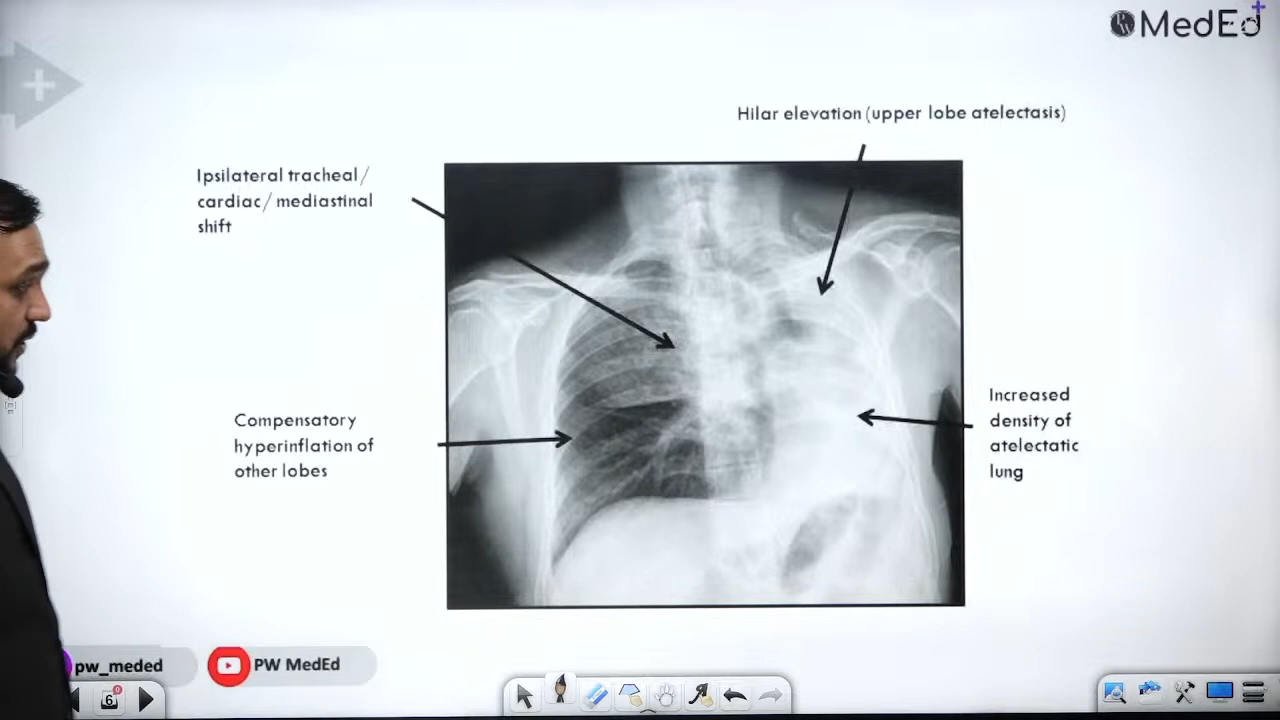 MedEd
Hilar elevation (upper lobe atelectasis)
Ipsilateral tracheal/
cardiac/ mediastinal
shift
Increased
density of
atelectatic
lung
Compensatory
hyperinflation of
other lobes
pw_meded
PW MedEd
6
0